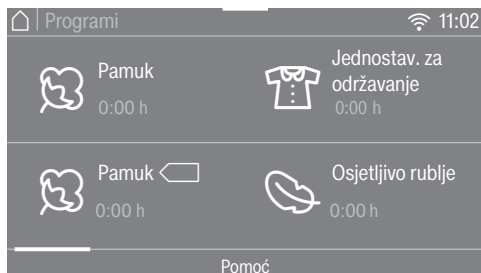 Programi 11:02
Pamuk
0:00 h
Jednostav. za
održavanje
0:00 h
Pamuk
0:00 h
Osjetljivo rublje
0:00 h
Pomoć